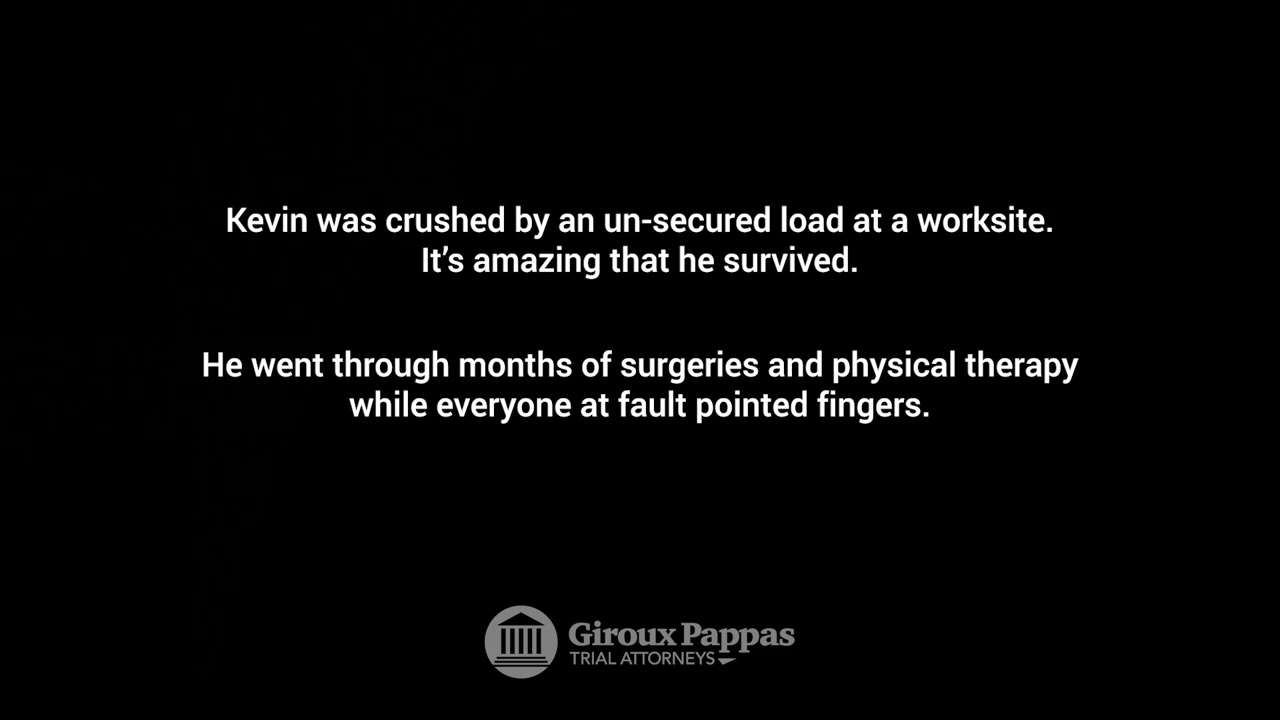 Kevin was crushed by an un-secured load at a worksite.
It's amazing that he survived.
He went through months of surgeries and physical therapy
while everyone at fault pointed fingers.
Giroux Pappas
TRIAL ATTORNEYS